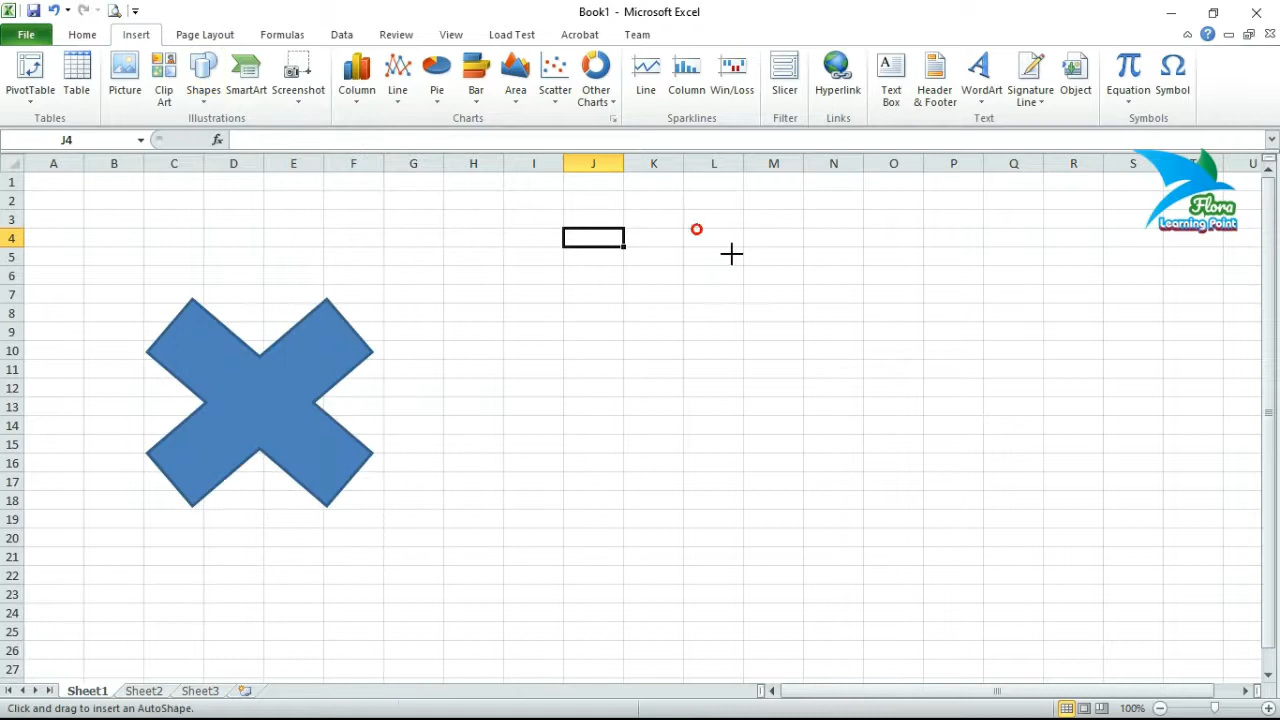 Book1 - Microsoft Excel
File Home Insert Page Layout Formulas Data Review View Load Test Acrobat Team
PivotTable Table Picture Clip Art Shapes SmartArt Screenshot Column Line Pie Bar Area Scatter Other Charts Line Column Win/Loss Slicer Hyperlink Text Box Header & Footer WordArt Signature Line Object Equation Symbol
Tables Illustrations Charts Sparklines Filter Links Text Symbols
J4 fx
A B C D E F G H I J K L M N O P Q R S T U
1
2
3
4
5
6
7
8
9
10
11
12
13
14
15
16
17
18
19
20
21
22
23
24
25
26
27
Flora
Learning Point
Sheet1 Sheet2 Sheet3
Click and drag to insert an AutoShape. 100%